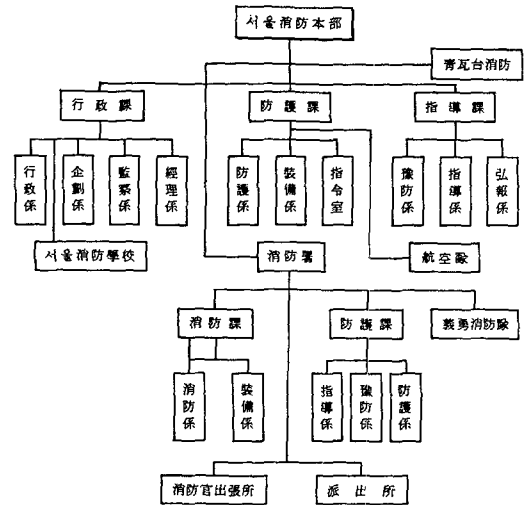 서울消防本部
靑瓦台消防
行政課
防護課
指導課
行政係
企劃係
監察係
經理係
防護係
裝備係
指令室
豫防係
指導係
弘報係
서울消防學校
消防署
航空隊
消防課
防護課
義勇消防隊
消防係
裝備係
指導係
豫防係
防護係
消防官出張所
派出所